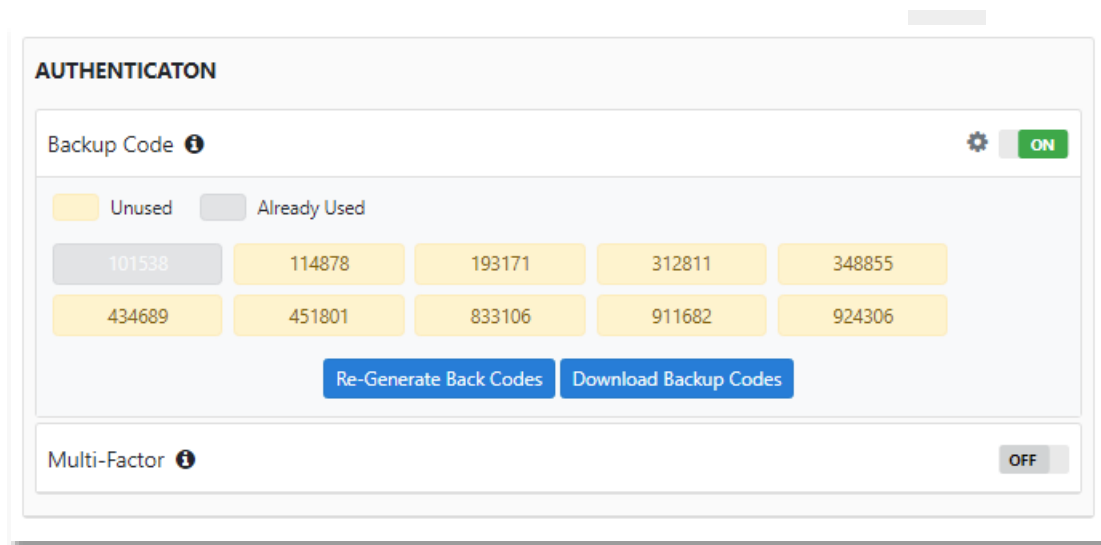 AUTHENTICATON
Backup Code ON
Unused Already Used
101538 114878 193171 312811 348855
434689 451801 833106 911682 924306
Re-Generate Back Codes Download Backup Codes
Multi-Factor OFF